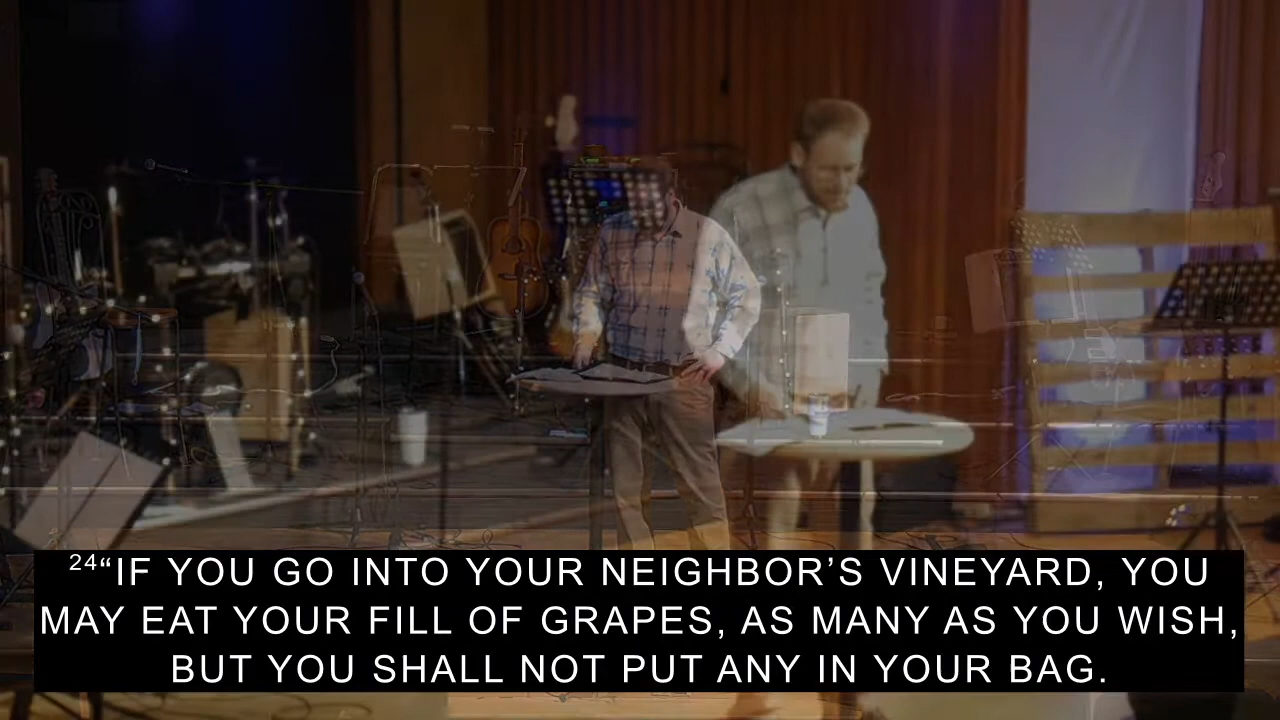 24“IF YOU GO INTO YOUR NEIGHBOR’S VINEYARD, YOU
MAY EAT YOUR FILL OF GRAPES, AS MANY AS YOU WISH,
BUT YOU SHALL NOT PUT ANY IN YOUR BAG.